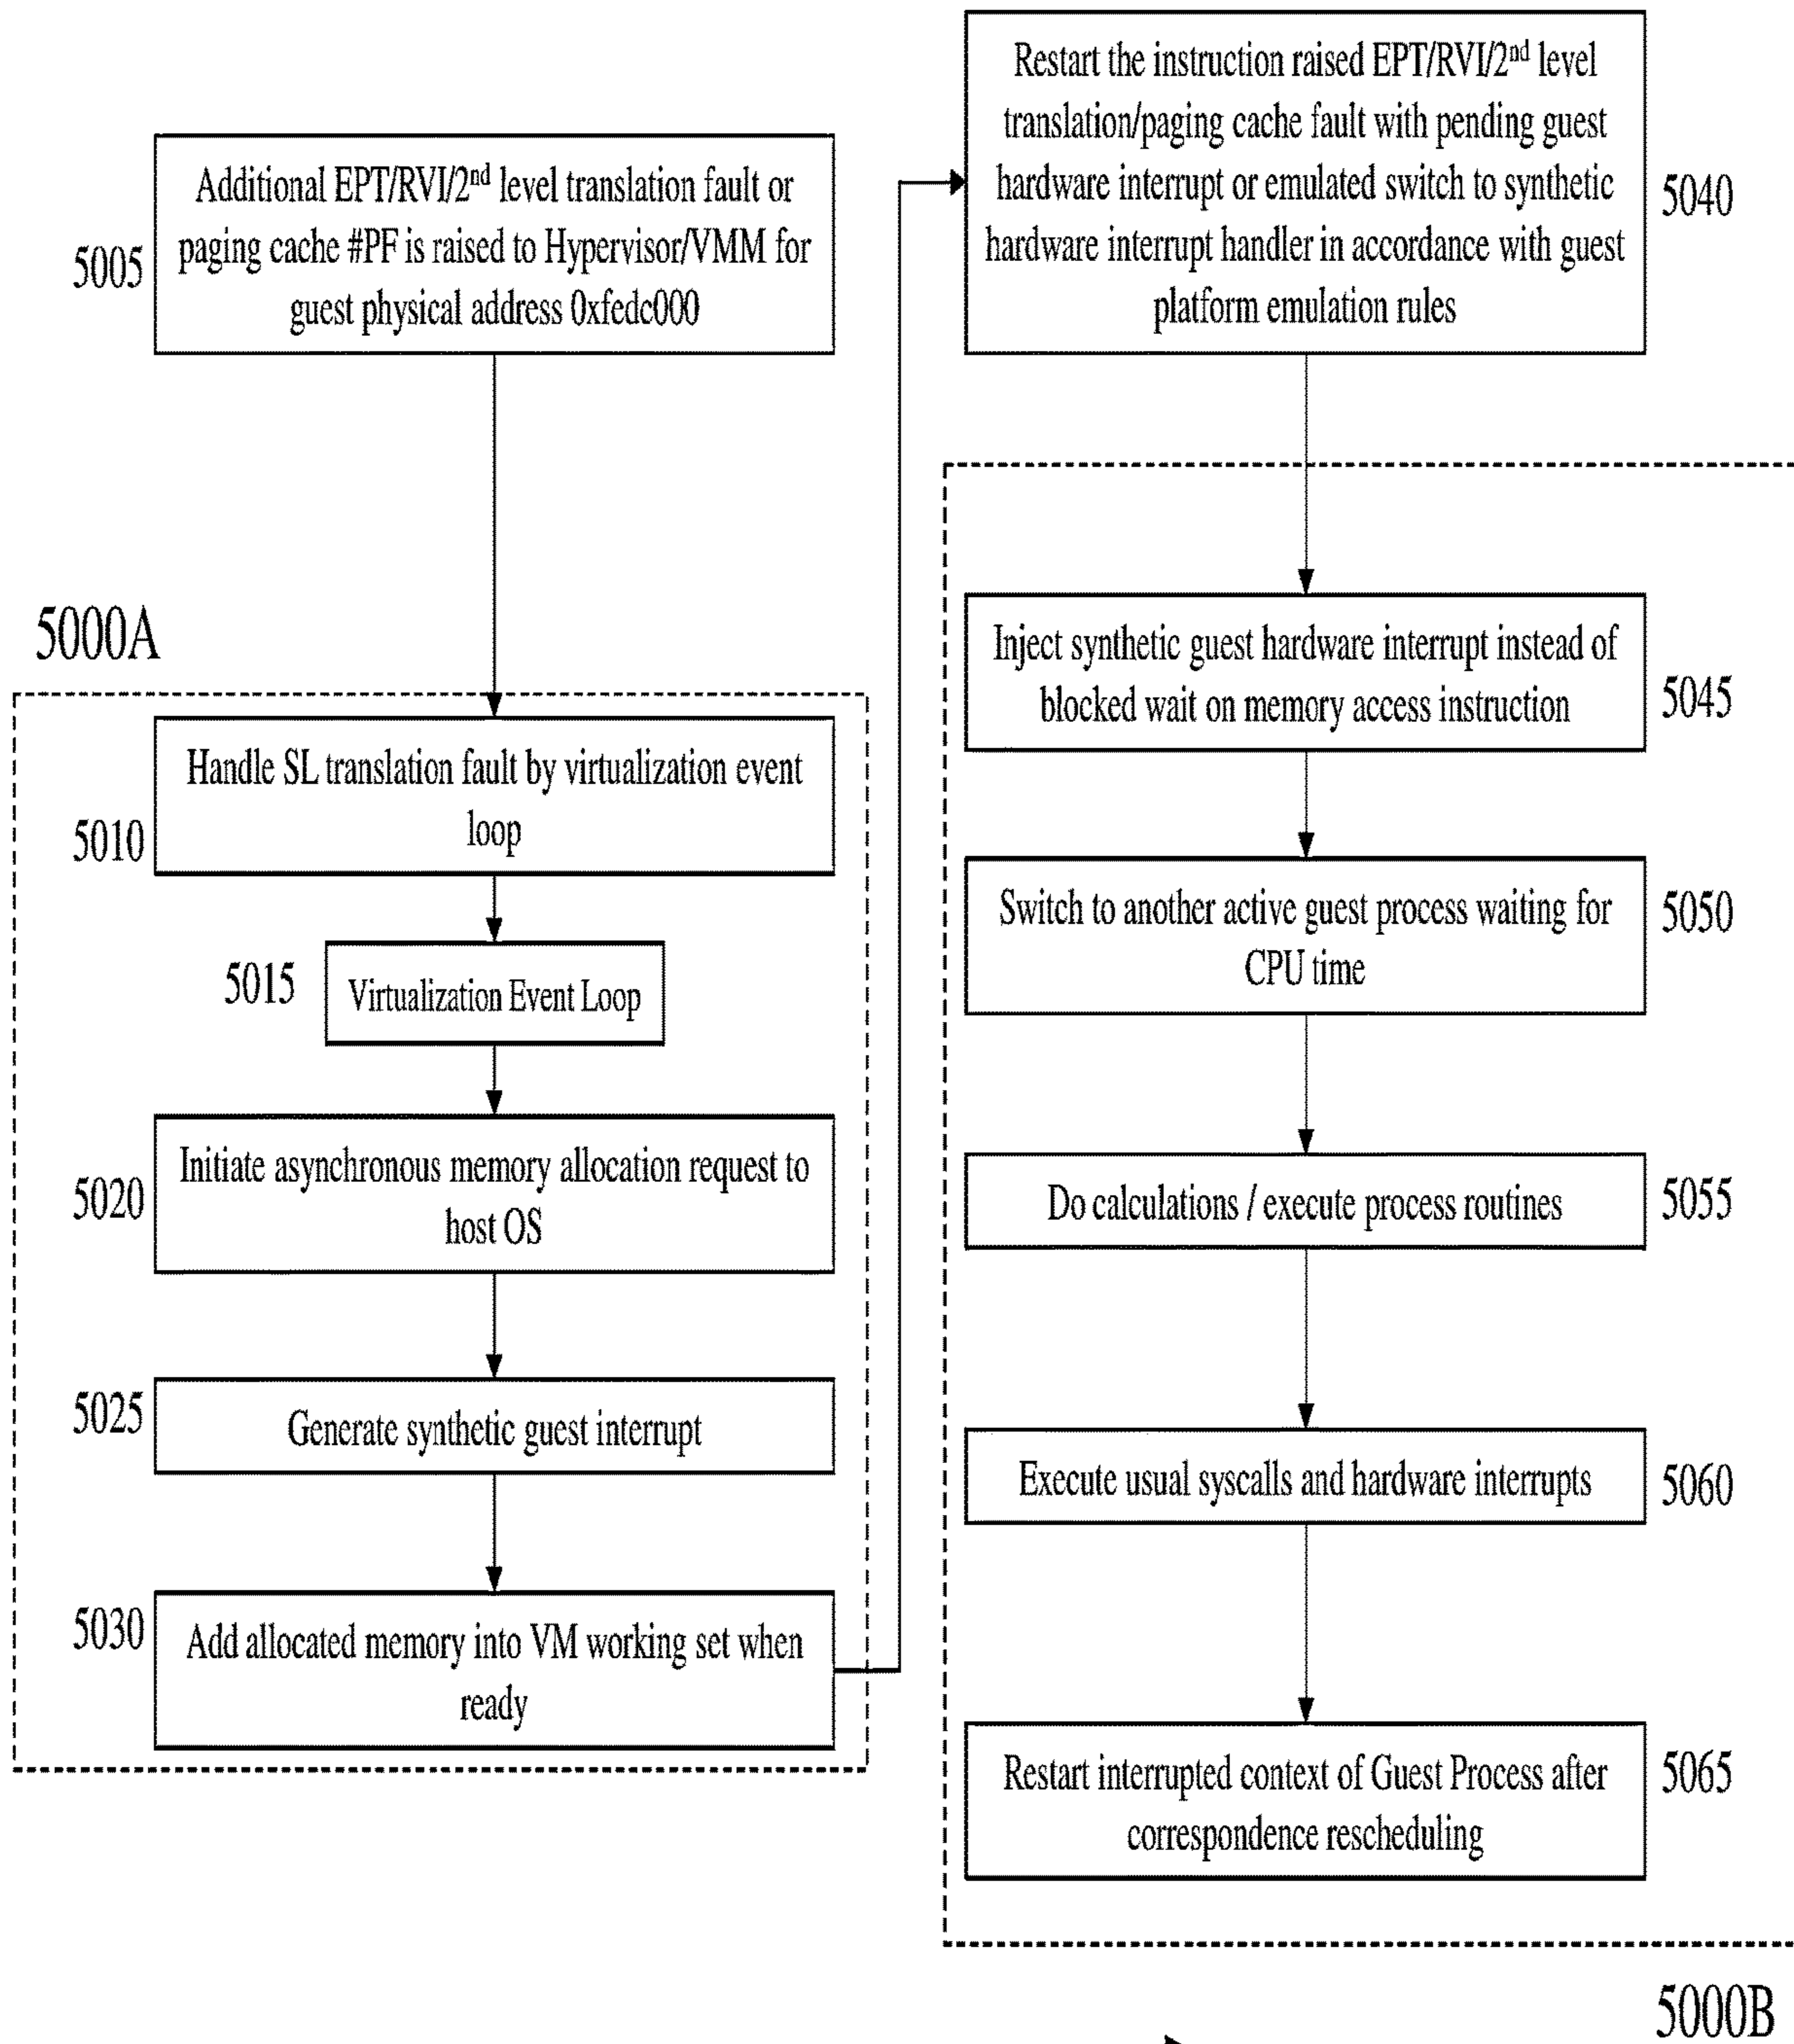 Additional EPT/RVI/2nd level translation fault or
paging cache #PF is raised to Hypervisor/VMM for
guest physical address 0xfedc000
5005
5000A
Handle SL translation fault by virtualization event
loop
5010
5015
Virtualization Event Loop
Initiate asynchronous memory allocation request to
host OS
5020
5025
Generate synthetic guest interrupt
5030
Add allocated memory into VM working set when
ready
Restart the instruction raised EPT/RVI/2nd level
translation/paging cache fault with pending guest
hardware interrupt or emulated switch to synthetic
hardware interrupt handler in accordance with guest
platform emulation rules
5040
Inject synthetic guest hardware interrupt instead of
blocked wait on memory access instruction
5045
Switch to another active guest process waiting for
CPU time
5050
Do calculations / execute process routines
5055
Execute usual syscalls and hardware interrupts
5060
Restart interrupted context of Guest Process after
correspondence rescheduling
5065
5000B